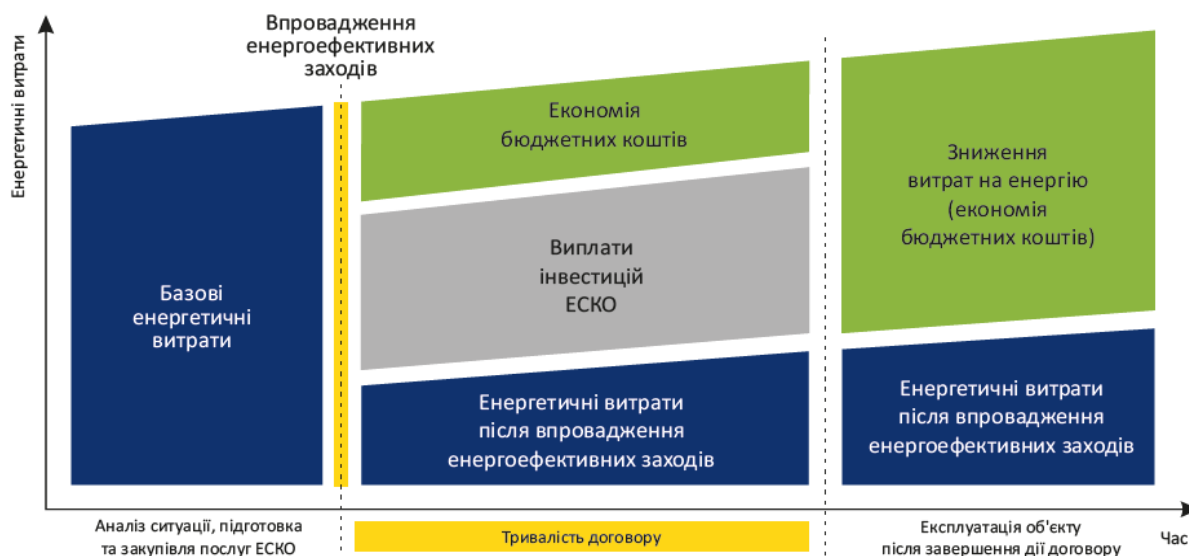 Енергетичні витрати
Впровадження
енергоефективних
заходів
Базові
енергетичні
витрати
Економія
бюджетних коштів
Виплати
інвестицій
ЕСКО
Енергетичні витрати
після впровадження
енергоефективних заходів
Зниження
витрат на енергію
(економія
бюджетних коштів)
Енергетичні витрати
після впровадження
енергоефективних заходів
Аналіз ситуації, підготовка
та закупівля послуг ЕСКО
Тривалість договору
Експлуатація об'єкту
після завершення дії договору
Час